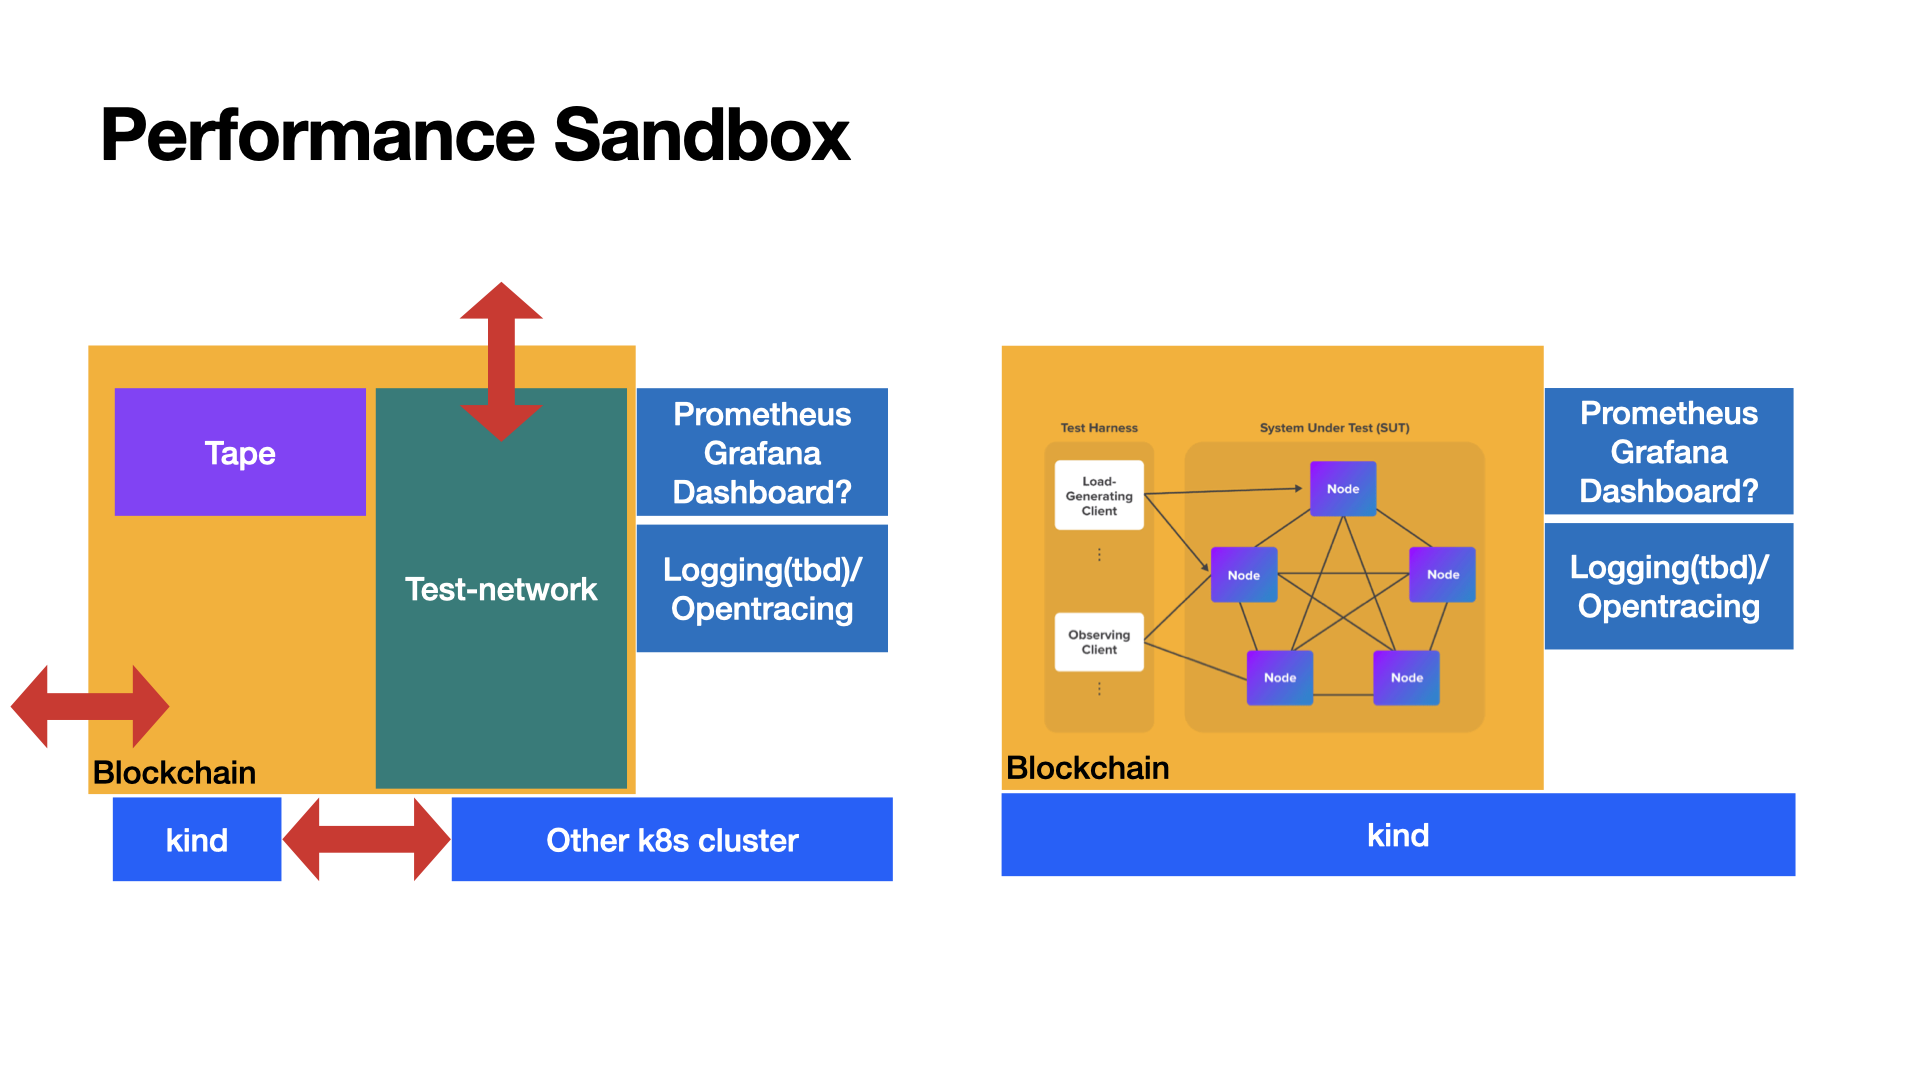 Performance Sandbox
Tape
Test-network
Prometheus
Grafana
Dashboard?
Logging(tbd)/
Opentracing
Blockchain
kind
Other k8s cluster
Test Harness
System Under Test (SUT)
Load-
Generating
Client
Observing
Client
Node
Node
Node
Node
Node
Prometheus
Grafana
Dashboard?
Logging(tbd)/
Opentracing
Blockchain
kind